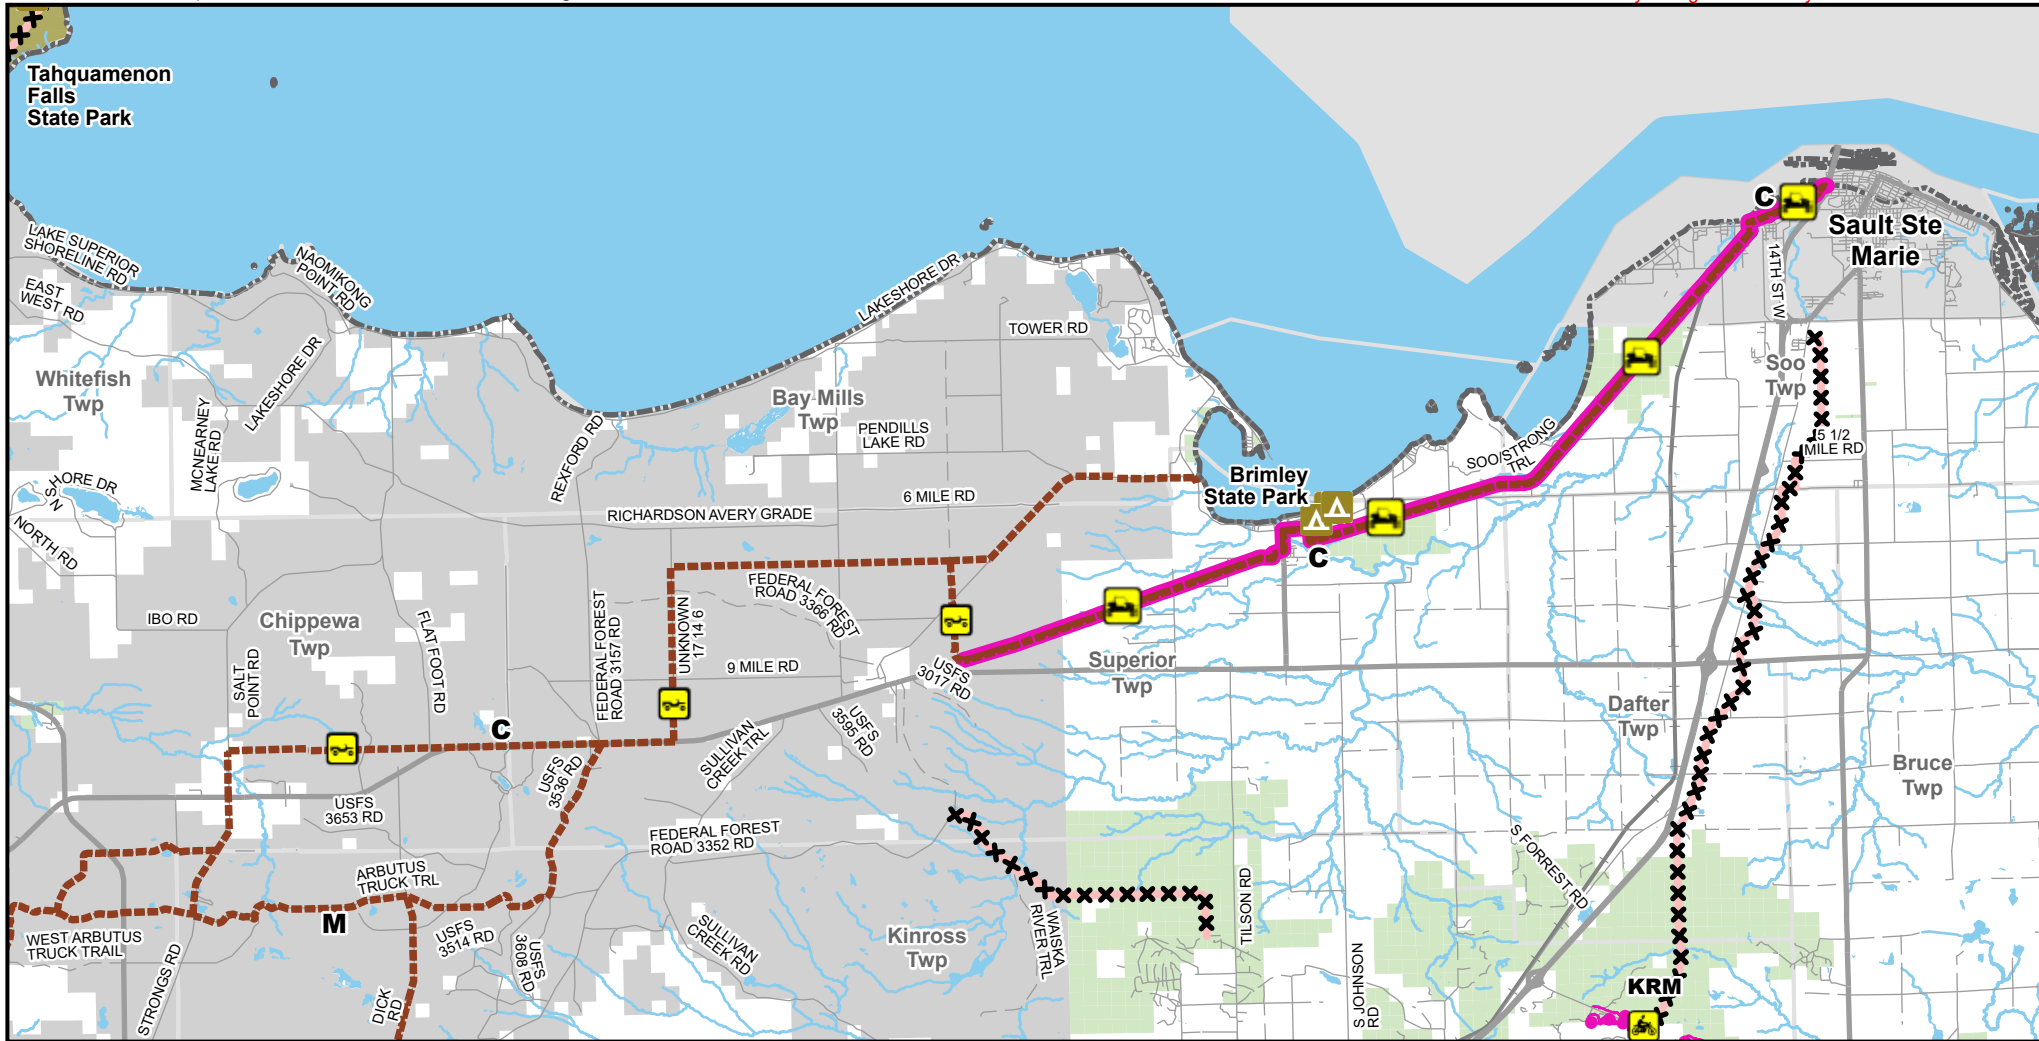 Tahquamenon
Falls
State Park
LAKE SUPERIOR
SHORELINE RD
EAST
WEST RD
NAOMIKONG
POINT RD
LAKESHORE DR
LAKESHORE DR
TOWER RD
C
Sault Ste
Marie
14TH ST W
Whitefish
Twp
MCNEARNEY
LAKE RD
Bay Mills
Twp
PENDILLS
LAKE RD
REXFORD RD
Soo
Twp
5 1/2
MILE RD
SOO/STRONG
TRL
Brimley
State Park
C
N
SHORE DR
NORTH RD
6 MILE RD
RICHARDSON AVERY GRADE
IBO RD
Chippewa
Twp
FLAT FOOT RD
FEDERAL FOREST
ROAD 3157 RD
UNKNOWN
17 14 6
FEDERAL FOREST
ROAD 3366 RD
9 MILE RD
USFS
3017 RD
Superior
Twp
SALT
POINT RD
C
SULLIVAN
CREEK TRL
USFS
3595 RD
Dafter
Twp
Bruce
Twp
USFS
3536 RD
USFS
3653 RD
FEDERAL FOREST
ROAD 3352 RD
ARBUTUS
TRUCK TRL
M
WEST ARBUTUS
TRUCK TRAIL
STRONGS RD
DICK
RD
USFS
3514 RD
USFS
3608 RD
SULLIVAN
CREEK RD
Kinross
Twp
WAISKA
RIVER TRL
TILSON RD
S JOHNSON
RD
S FORREST RD
KRM